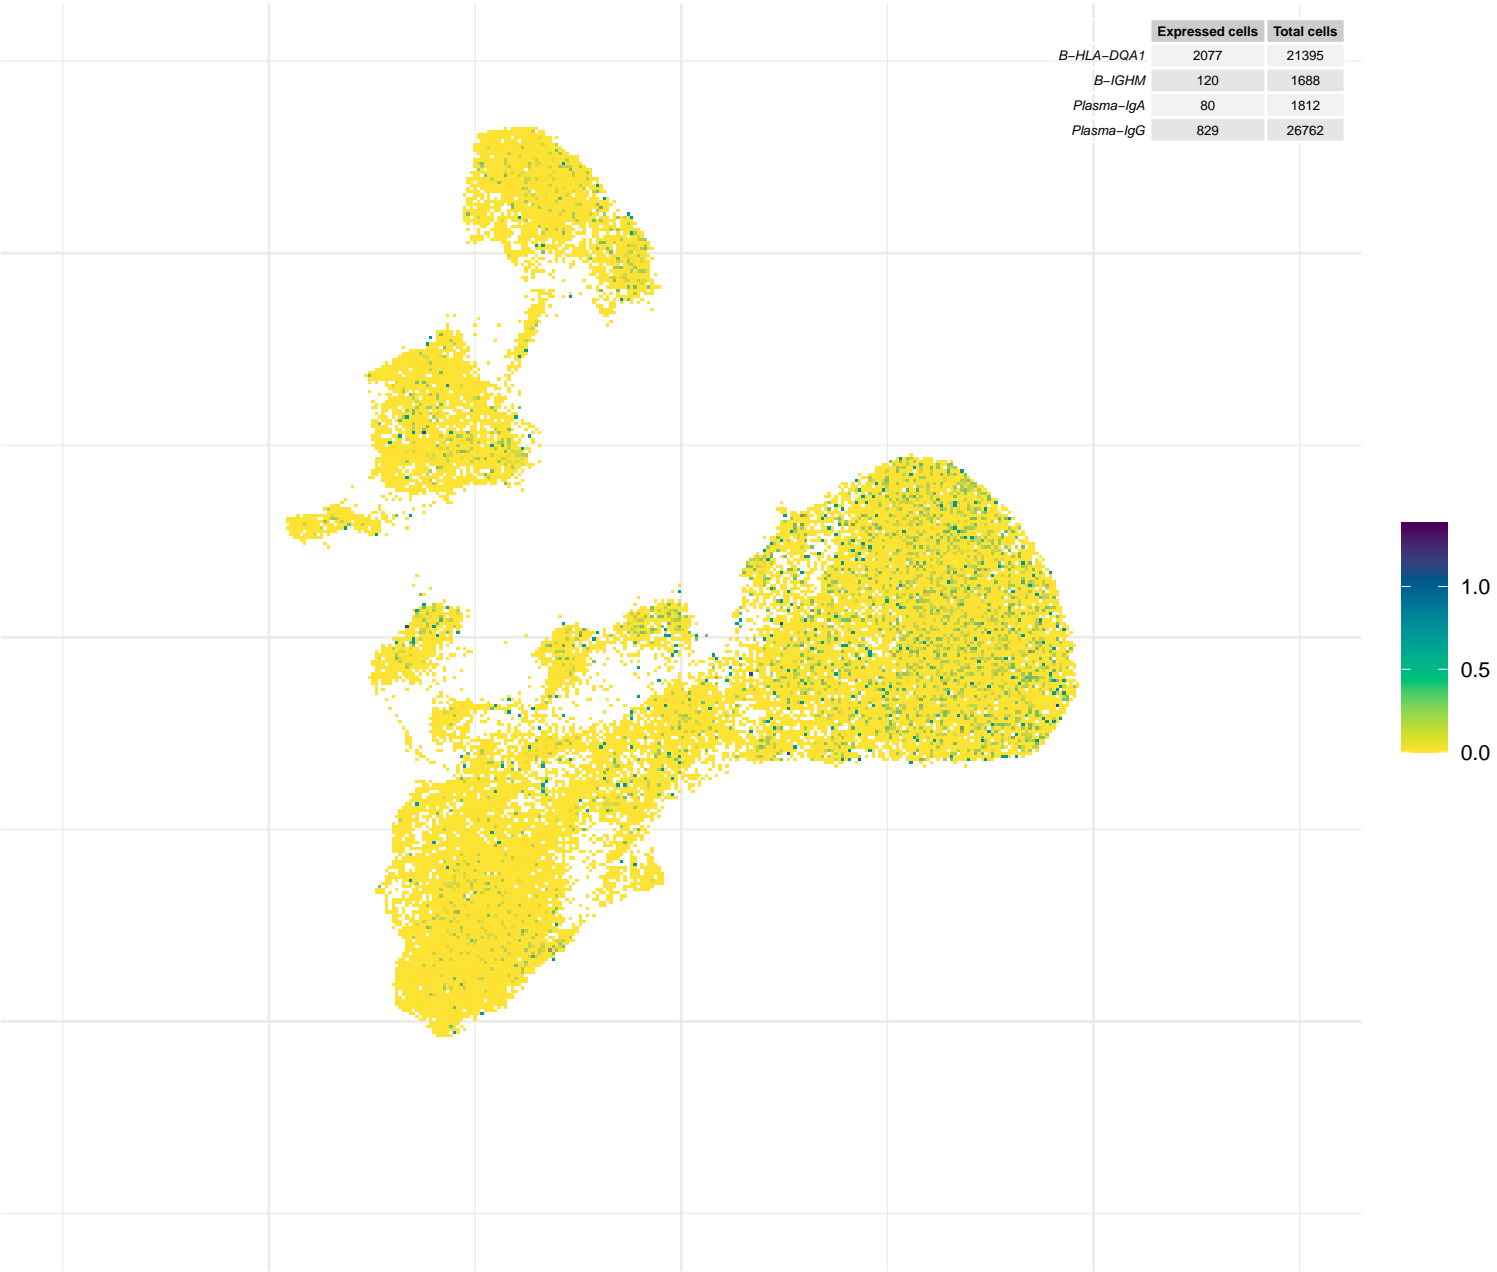 Expressed cells Total cells
B−HLA−DQA1 2077 21395
B−IGHM 120 1688
Plasma−IgA 80 1812
Plasma−IgG 829 26762
1.0
0.5
0.0